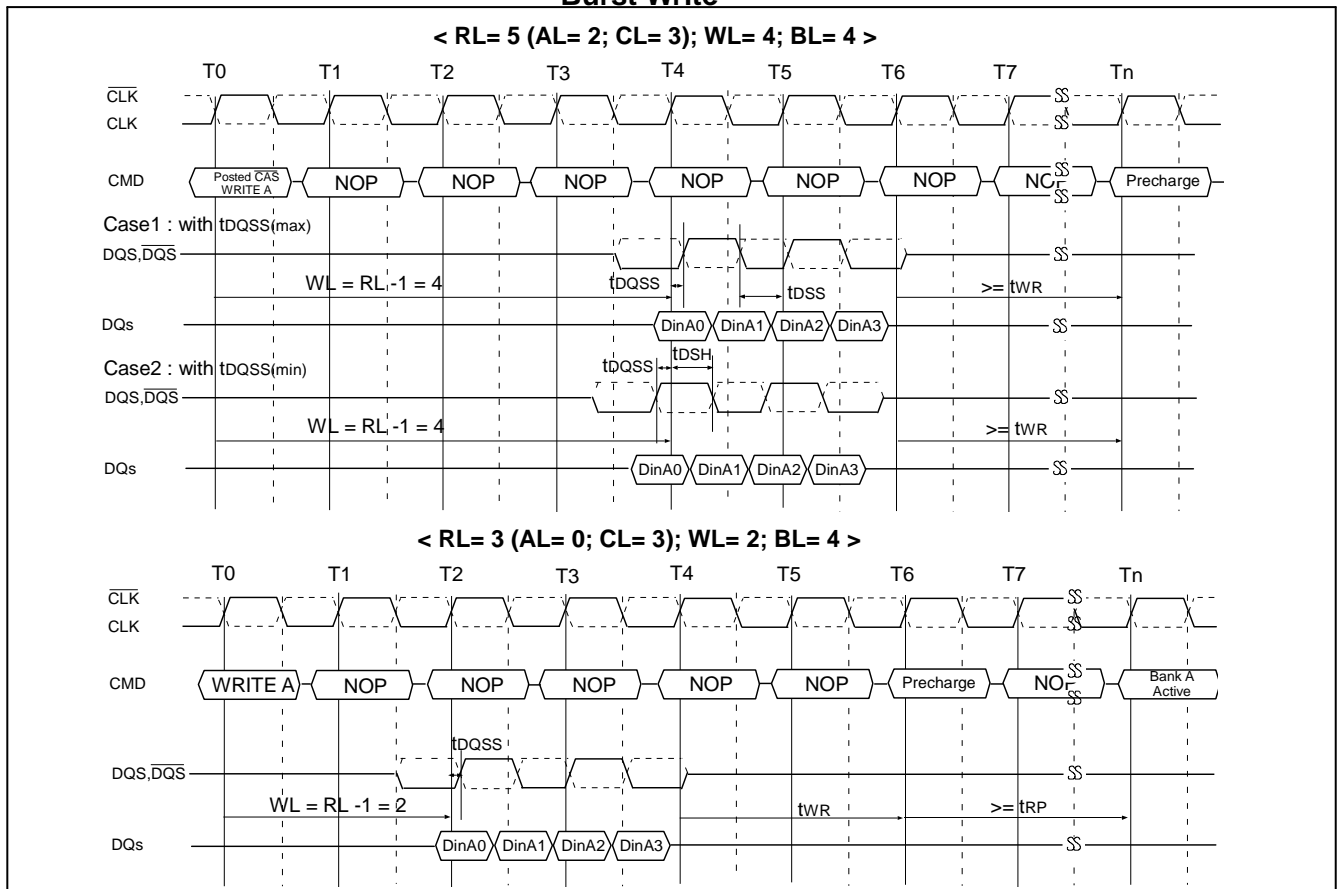 Burst Write
< RL= 5 (AL= 2; CL= 3); WL= 4; BL= 4 >
T0 T1 T2 T3 T4 T5 T6 T7 Tn
CLK
CLK
CMD Posted CAS WRITE A NOP NOP NOP NOP NOP NOP NOP Precharge
Case1 : with tDQSS(max)
DQS,DQS
WL = RL -1 = 4 tDQSS tDSS >= tWR
DQs DinA0 DinA1 DinA2 DinA3
Case2 : with tDQSS(min) tDQSS tDSH
DQS,DQS
WL = RL -1 = 4 >= tWR
DQs DinA0 DinA1 DinA2 DinA3
< RL= 3 (AL= 0; CL= 3); WL= 2; BL= 4 >
T0 T1 T2 T3 T4 T5 T6 T7 Tn
CLK
CLK
CMD WRITE A NOP NOP NOP NOP NOP Precharge NOP Bank A Active
tDQSS
DQS,DQS
WL = RL -1 = 2 tWR >= tRP
DQs DinA0 DinA1 DinA2 DinA3